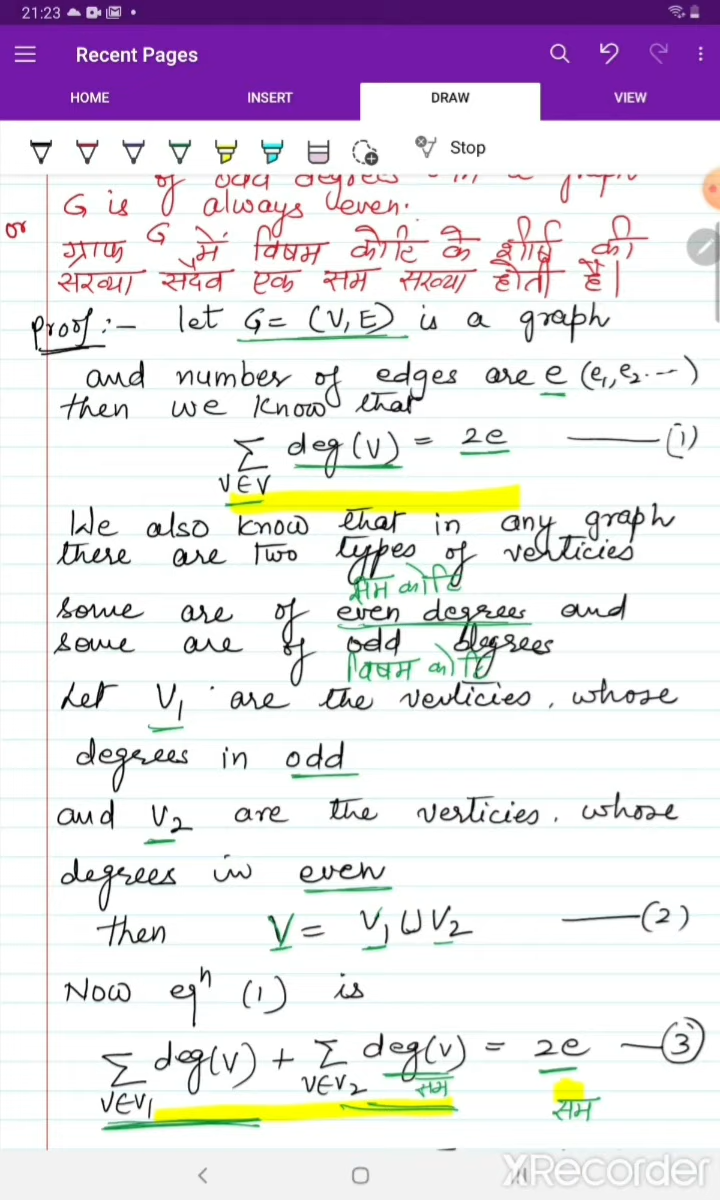 21:23
Recent Pages
HOME INSERT DRAW VIEW
Stop
of odd degrees in a graph
G is always even.
or
ग्राफ G में विषम कोटि के शीर्ष की
संख्या सदैव एक सम संख्या होती है।
Proof:- let G = (V, E) is a graph
and number of edges are e (e₁, e₂ ---)
then we know that
∑ deg(V) = 2e —— (1)
V∈V
We also know that in any graph
there are two types of verticies
सम कोटि
some are of even degrees and
some are of odd degrees
विषम कोटि
Let V₁ are the verticies, whose
degrees in odd
and V₂ are the verticies, whose
degrees in even
then V = V₁ ∪ V₂ —— (2)
Now eqⁿ (1) is
∑ deg(V) + ∑ deg(v) = 2e — (3)
V∈V₁ V∈V₂ सम सम
XRecorder